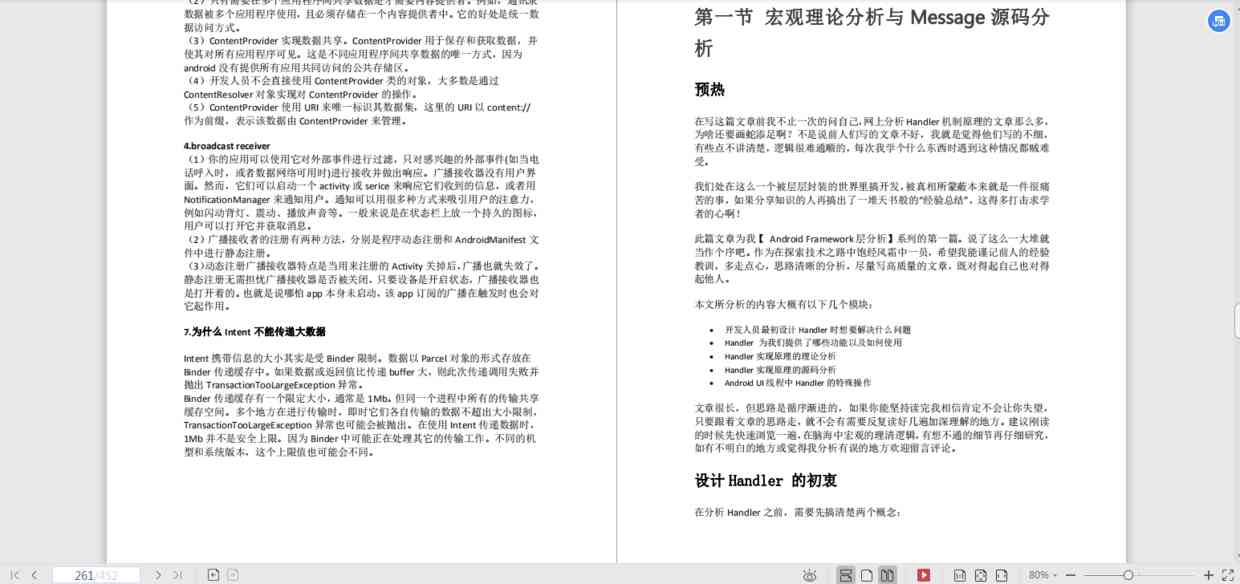 （2）只有需要在多个应用程序间共享数据是才需要内容提供者。例如，通讯录
数据被多个应用程序使用，且必须存储在一个内容提供者中。它的好处是统一数
据访问方式。
（3）ContentProvider 实现数据共享。ContentProvider 用于保存和获取数据，并
使其对所有应用程序可见。这是不同应用程序间共享数据的唯一方式，因为
android 没有提供所有应用共同访问的公共存储区。
（4）开发人员不会直接使用 ContentProvider 类的对象，大多数是通过
ContentResolver 对象实现对 ContentProvider 的操作。
（5）ContentProvider 使用 URI 来唯一标识其数据集，这里的 URI 以 content://
作为前缀，表示该数据由 ContentProvider 来管理。
4.broadcast receiver
（1）你的应用可以使用它对外部事件进行过滤，只对感兴趣的外部事件(如当电
话呼入时，或者数据网络可用时)进行接收并做出响应。广播接收器没有用户界
面。然而，它们可以启动一个 activity 或 serice 来响应它们收到的信息，或者用
NotificationManager 来通知用户。通知可以用很多种方式来吸引用户的注意力，
例如闪动背灯、震动、播放声音等。一般来说是在状态栏上放一个持久的图标，
用户可以打开它并获取消息。
（2）广播接收者的注册有两种方法，分别是程序动态注册和 AndroidManifest 文
件中进行静态注册。
（3）动态注册广播接收器特点是当用来注册的 Activity 关掉后，广播也就失效了。
静态注册无需担忧广播接收器是否被关闭，只要设备是开启状态，广播接收器也
是打开着的。也就是说哪怕 app 本身未启动，该 app 订阅的广播在触发时也会对
它起作用。
7.为什么 Intent 不能传递大数据
Intent 携带信息的大小其实是受 Binder 限制。数据以 Parcel 对象的形式存放在
Binder 传递缓存中。如果数据或返回值比传递 buffer 大，则此次传递调用失败并
抛出 TransactionTooLargeException 异常。
Binder 传递缓存有一个限定大小，通常是 1Mb。但同一个进程中所有的传输共享
缓存空间。多个地方在进行传输时，即时它们各自传输的数据不超出大小限制，
TransactionTooLargeException 异常也可能会被抛出。在使用 Intent 传递数据时，
1Mb 并不是安全上限。因为 Binder 中可能正在处理其它的传输工作。不同的机
型和系统版本，这个上限值也可能会不同。
第一节 宏观理论分析与 Message 源码分
析
预热
在写这篇文章前我不止一次的问自己，网上分析 Handler 机制原理的文章那么多，
为啥还要画蛇添足啊？不是说前人们写的文章不好，我就是觉得他们写的不细，
有些点不讲清楚，逻辑很难通顺的，每次我学个什么东西时遇到这种情况都贼难
受。
我们处在这么一个被层层封装的世界里搞开发，被真相所蒙蔽本来就是一件很痛
苦的事，如果分享知识的人再搞出了一堆天书般的“经验总结”，这得多打击求学
者的心啊！
此篇文章为我【 Android Framework 层分析】系列的第一篇。说了这么一大堆就
当作个序吧。作为在探索技术之路中饱经风霜中一员，希望我能谨记前人的经验
教训，多走点心，思路清晰的分析，尽量写高质量的文章，既对得起自己也对得
起他人。
本文所分析的内容大概有以下几个模块：
• 开发人员最初设计 Handler 时想要解决什么问题
• Handler 为我们提供了哪些功能以及如何使用
• Handler 实现原理的理论分析
• Handler 实现原理的源码分析
• Android UI 线程中 Handler 的特殊操作
文章很长，但思路是循序渐进的，如果你能坚持读完我相信肯定不会让你失望，
只要跟着文章的思路走，就不会有需要反复读好几遍加深理解的地方。建议刚读
的时候先快速浏览一遍，在脑海中宏观的理清逻辑，有想不通的细节再仔细研究，
如有不明白的地方或觉得我分析有误的地方欢迎留言评论。
设计 Handler 的初衷
在分析 Handler 之前，需要先搞清楚两个概念：
261/452
80%